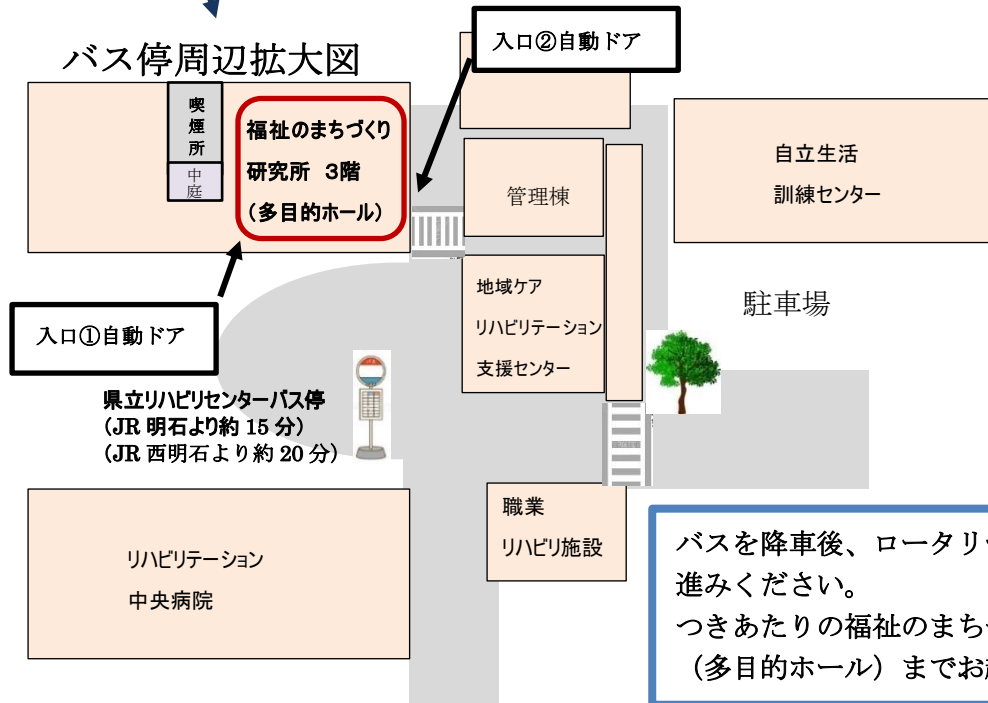 バス停周辺拡大図
入口②自動ドア
喫
煙
所
中
庭
福祉のまちづくり
研究所 3階
(多目的ホール)
管理棟
自立生活
訓練センター
入口①自動ドア
地域ケア
リハビリテーション
支援センター
駐車場
県立リハビリセンターバス停
(JR 明石より約 15 分)
(JR 西明石より約 20 分)
リハビリテーション
中央病院
職業
リハビリ施設
バスを降車後、ロータリ
進みください。
つきあたりの福祉のまち
(多目的ホール)までお